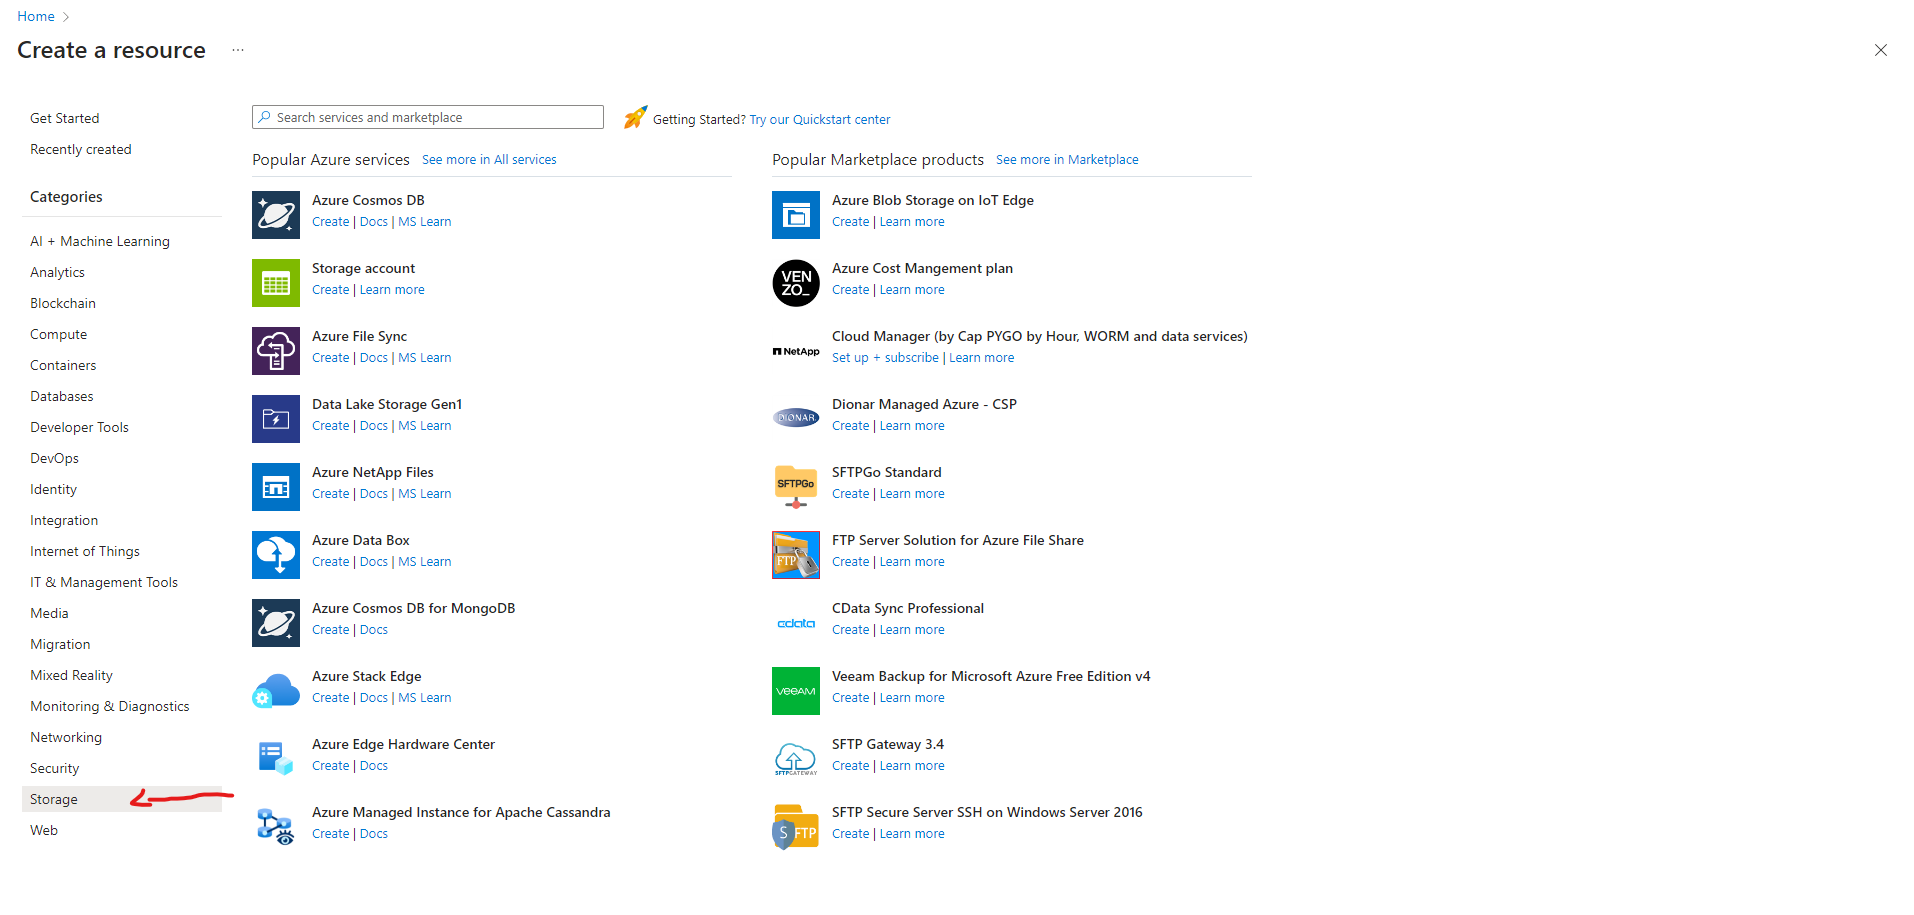 Home
Create a resource
Get Started
Recently created
Categories
AI + Machine Learning
Analytics
Blockchain
Compute
Containers
Databases
Developer Tools
DevOps
Identity
Integration
Internet of Things
IT & Management Tools
Media
Migration
Mixed Reality
Monitoring & Diagnostics
Networking
Security
Storage
Web
Search services and marketplace
Getting Started? Try our Quickstart center
Popular Azure services See more in All services
Azure Cosmos DB
Create | Docs | MS Learn
Storage account
Create | Learn more
Azure File Sync
Create | Docs | MS Learn
Data Lake Storage Gen1
Create | Docs | MS Learn
Azure NetApp Files
Create | Docs | MS Learn
Azure Data Box
Create | Docs | MS Learn
Azure Cosmos DB for MongoDB
Create | Docs
Azure Stack Edge
Create | Docs | MS Learn
Azure Edge Hardware Center
Create | Docs
Azure Managed Instance for Apache Cassandra
Create | Docs
Popular Marketplace products See more in Marketplace
Azure Blob Storage on IoT Edge
Create | Learn more
VEN
ZO_
Azure Cost Mangement plan
Create | Learn more
NetApp
Cloud Manager (by Cap PYGO by Hour, WORM and data services)
Set up + subscribe | Learn more
DIONAR
Dionar Managed Azure - CSP
Create | Learn more
SFTPGo
SFTPGo Standard
Create | Learn more
FTP
FTP Server Solution for Azure File Share
Create | Learn more
cdata
CData Sync Professional
Create | Learn more
veeAM
Veeam Backup for Microsoft Azure Free Edition v4
Create | Learn more
SFTPGATEWAY
SFTP Gateway 3.4
Create | Learn more
S FTP
SFTP Secure Server SSH on Windows Server 2016
Create | Learn more